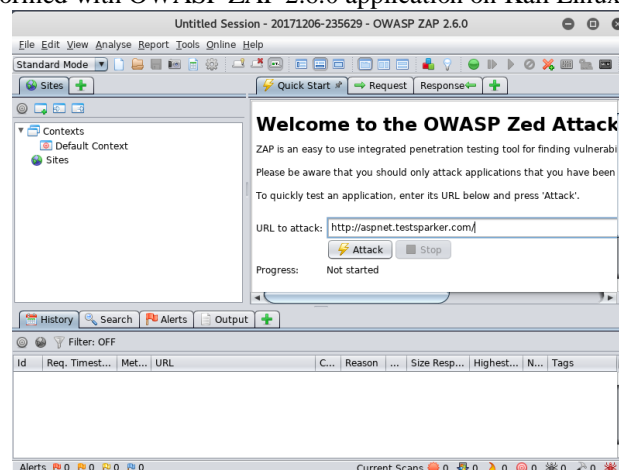 OWASP ZAP 2.6.0 application on Kali Linux
Untitled Session - 20171206-235629 - OWASP ZAP 2.6.0
File Edit View Analyse Report Tools Online Help
Standard Mode
Sites
Quick Start Request Response
Contexts
Default Context
Sites
Welcome to the OWASP Zed Attack
ZAP is an easy to use integrated penetration testing tool for finding vulnerabi
Please be aware that you should only attack applications that you have been
To quickly test an application, enter its URL below and press 'Attack'.
URL to attack: http://aspnet.testsparker.com/
Attack Stop
Progress: Not started
History Search Alerts Output
Filter: OFF
Id Req. Timest... Met... URL C... Reason ... Size Resp... Highest... N... Tags
Alerts 0 0 0 0 Current Scans 0 0 0 0 0 0